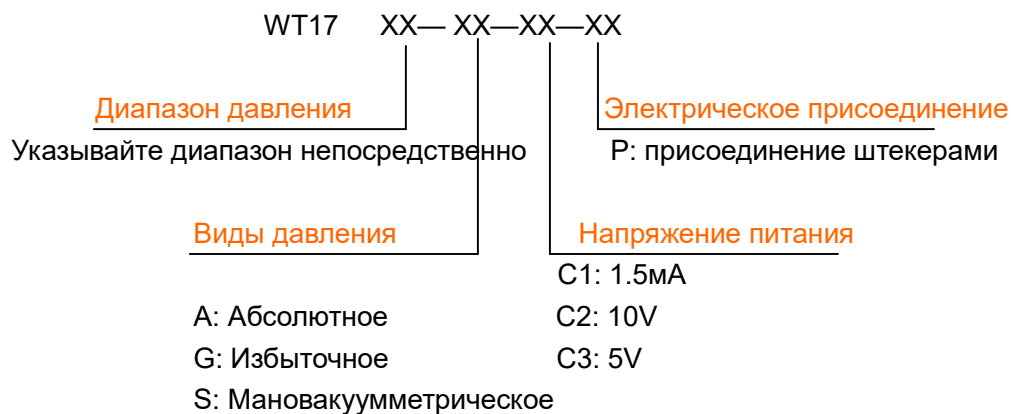 WT17 XX— XX—XX—XX
Диапазон давления Электрическое присоединение
Указывайте диапазон непосредственно P: присоединение штекерами
Виды давления Напряжение питания
C1: 1.5мА
A: Абсолютное C2: 10V
G: Избыточное C3: 5V
S: Мановакуумметрическое